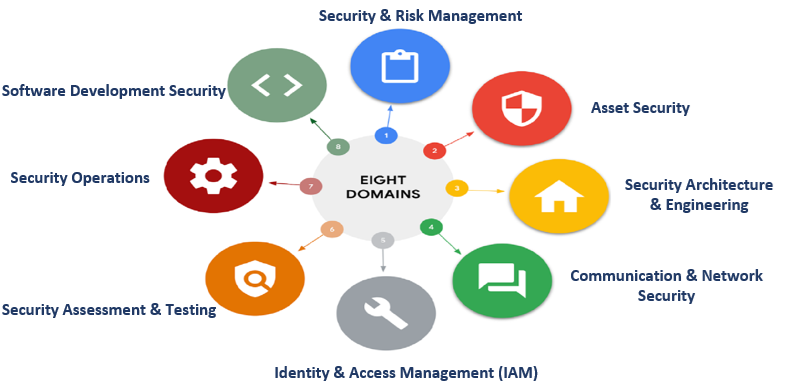 Security & Risk Management
Asset Security
Security Architecture
& Engineering
Communication & Network
Security
Identity & Access Management (IAM)
Security Assessment & Testing
Security Operations
Software Development Security
EIGHT
DOMAINS
1
2
3
4
5
6
7
8